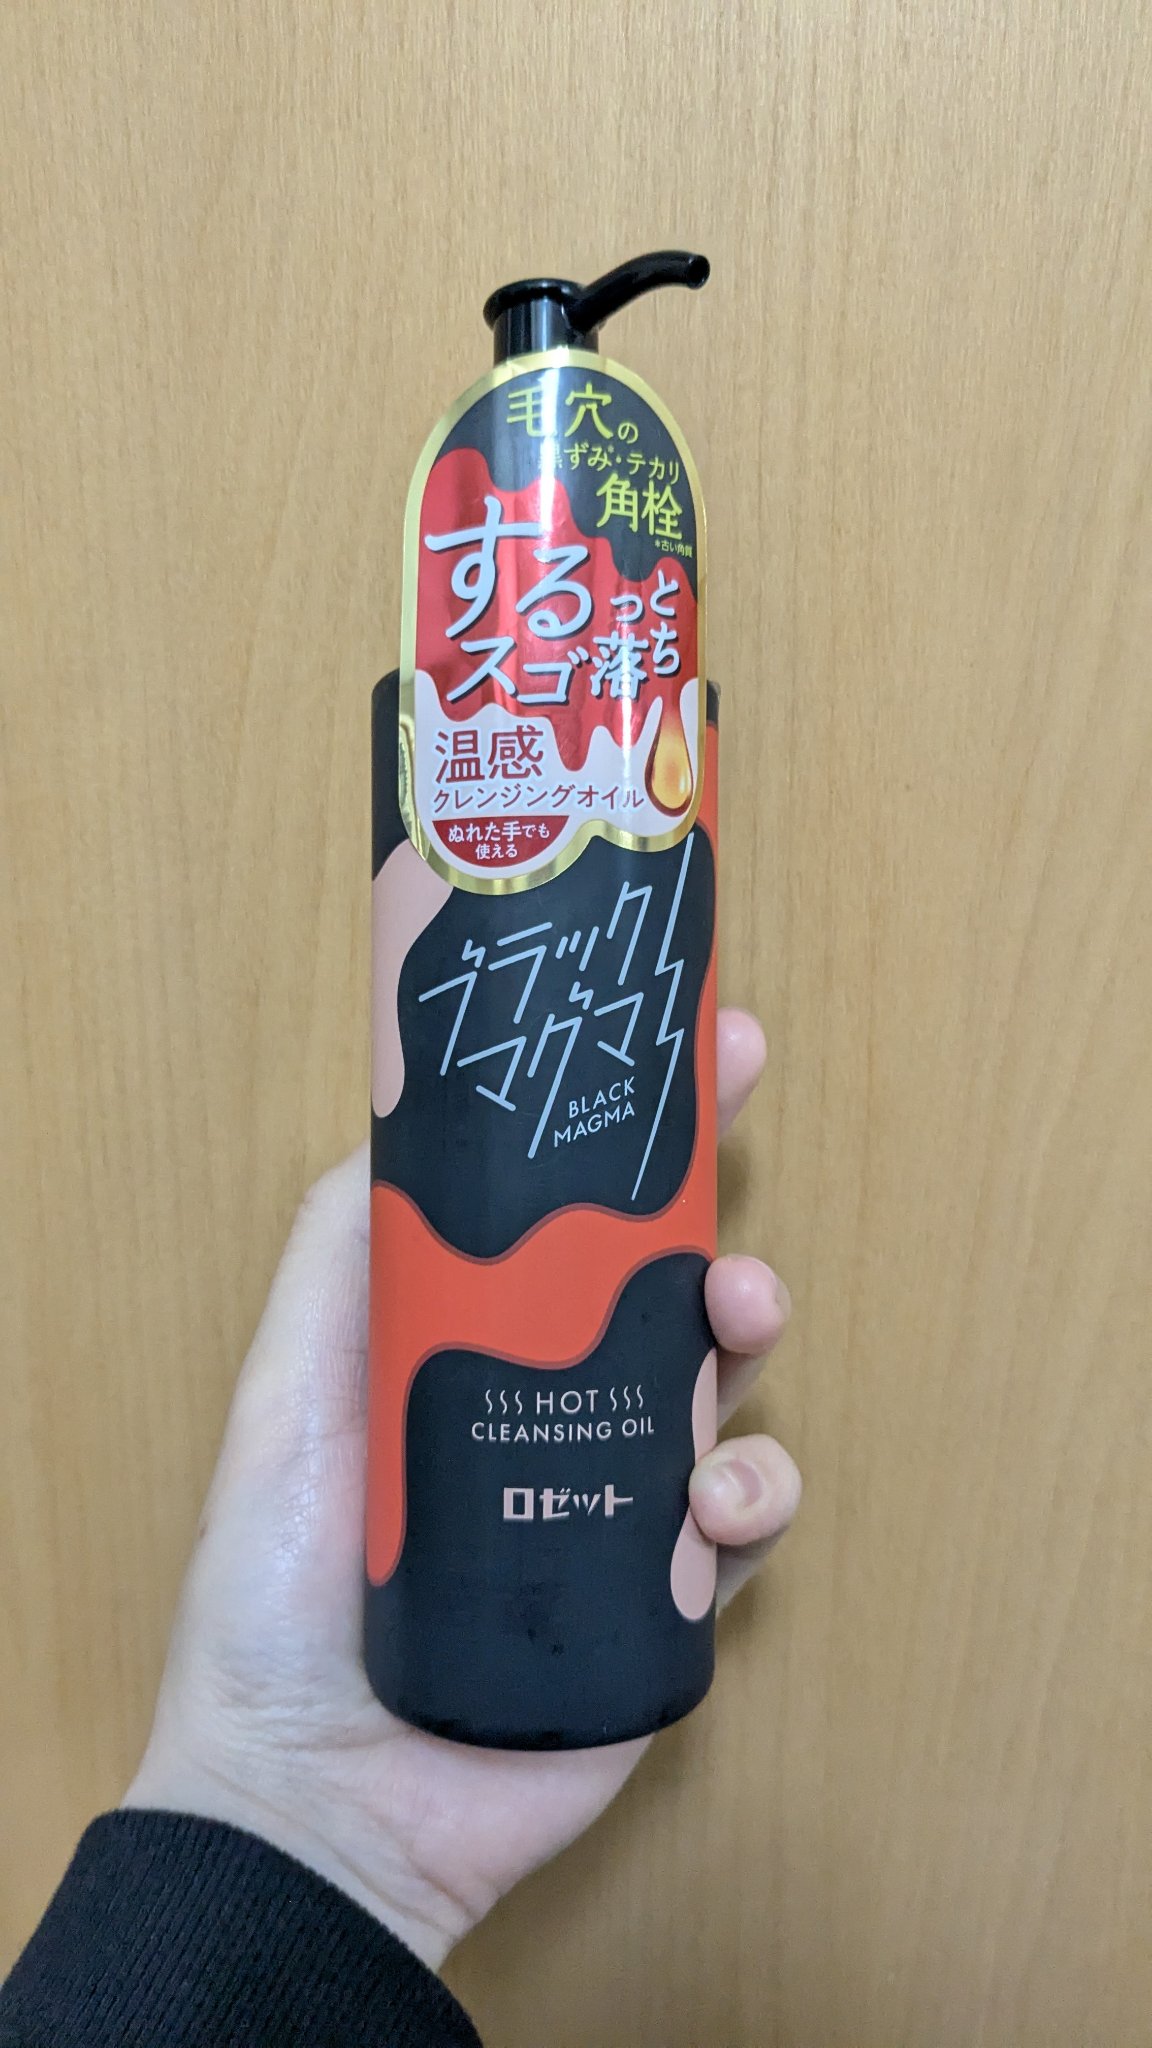 毛穴の
黒ずみ*・テカリ
角栓
*古い角質
するっと
スゴ落ち
温感
クレンジングオイル
ぬれた手でも
使える
ブラック
マグマ
BLACK
MAGMA
HOT
CLEANSING OIL
ロゼット